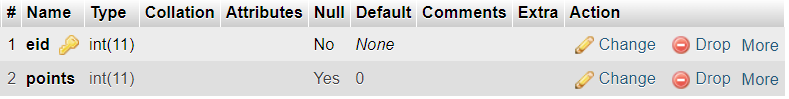 # Name Type Collation Attributes Null Default Comments Extra Action
1 eid int(11) No None Change Drop More
2 points int(11) Yes 0 Change Drop More